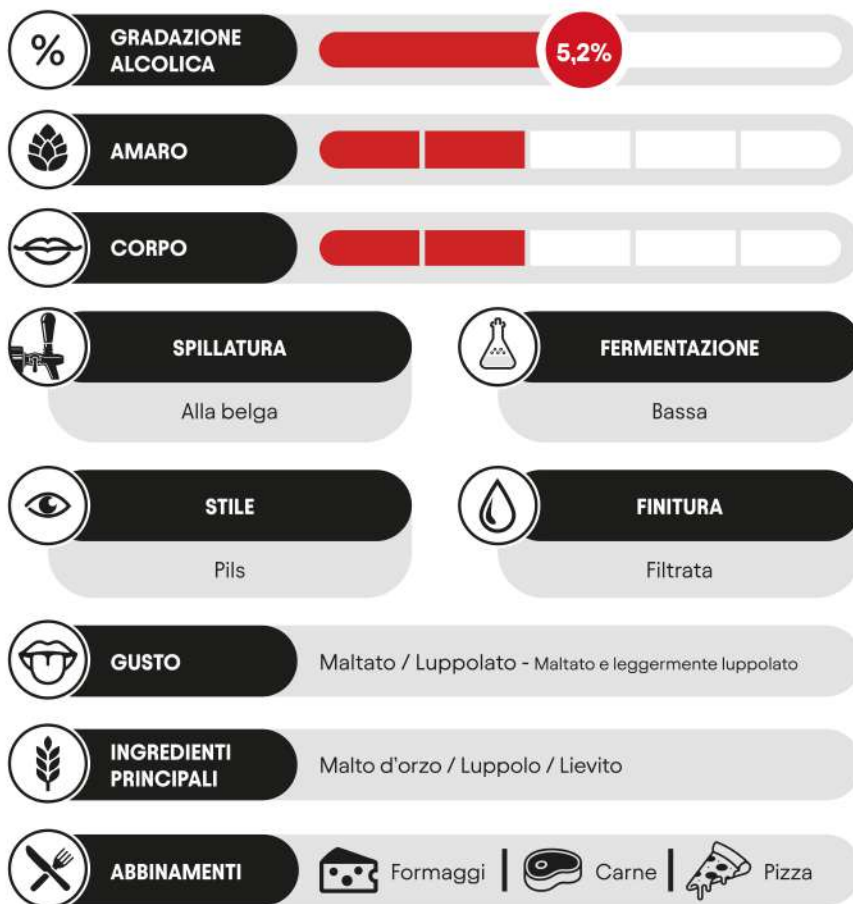 %
GRADAZIONE
ALCOLICA
5,2%
AMARO
CORPO
SPILLATURA
Alla belga
FERMENTAZIONE
Bassa
STILE
Pils
FINITURA
Filtrata
GUSTO
Maltato / Luppolato - Maltato e leggermente luppolato
INGREDIENTI
PRINCIPALI
Malto d'orzo / Luppolo / Lievito
ABBINAMENTI
Formaggi | Carne | Pizza